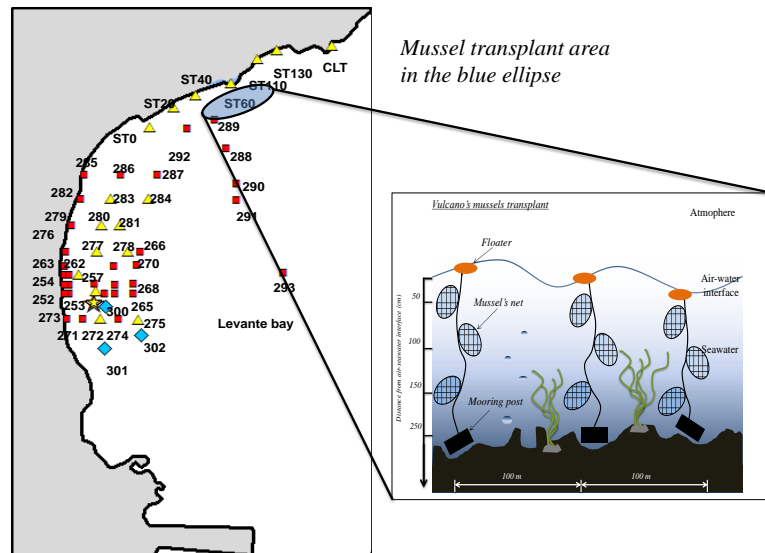 Mussel transplant area
in the blue ellipse
CLT
ST130
ST40
ST110
ST20
ST60
ST0
289
292
288
285
286
287
290
282
283
284
291
279
280
281
276
277
278
266
263
262
270
293
254
257
268
252
253
300
265
273
275
271
272
274
302
301
Levante bay
Vulcano's mussels transplant
Atmophere
Floater
Air-water
interface
50
Mussel's net
100
Seawater
150
Mooring post
250
Distance from air-seawater interface (cm)
100 m
100 m